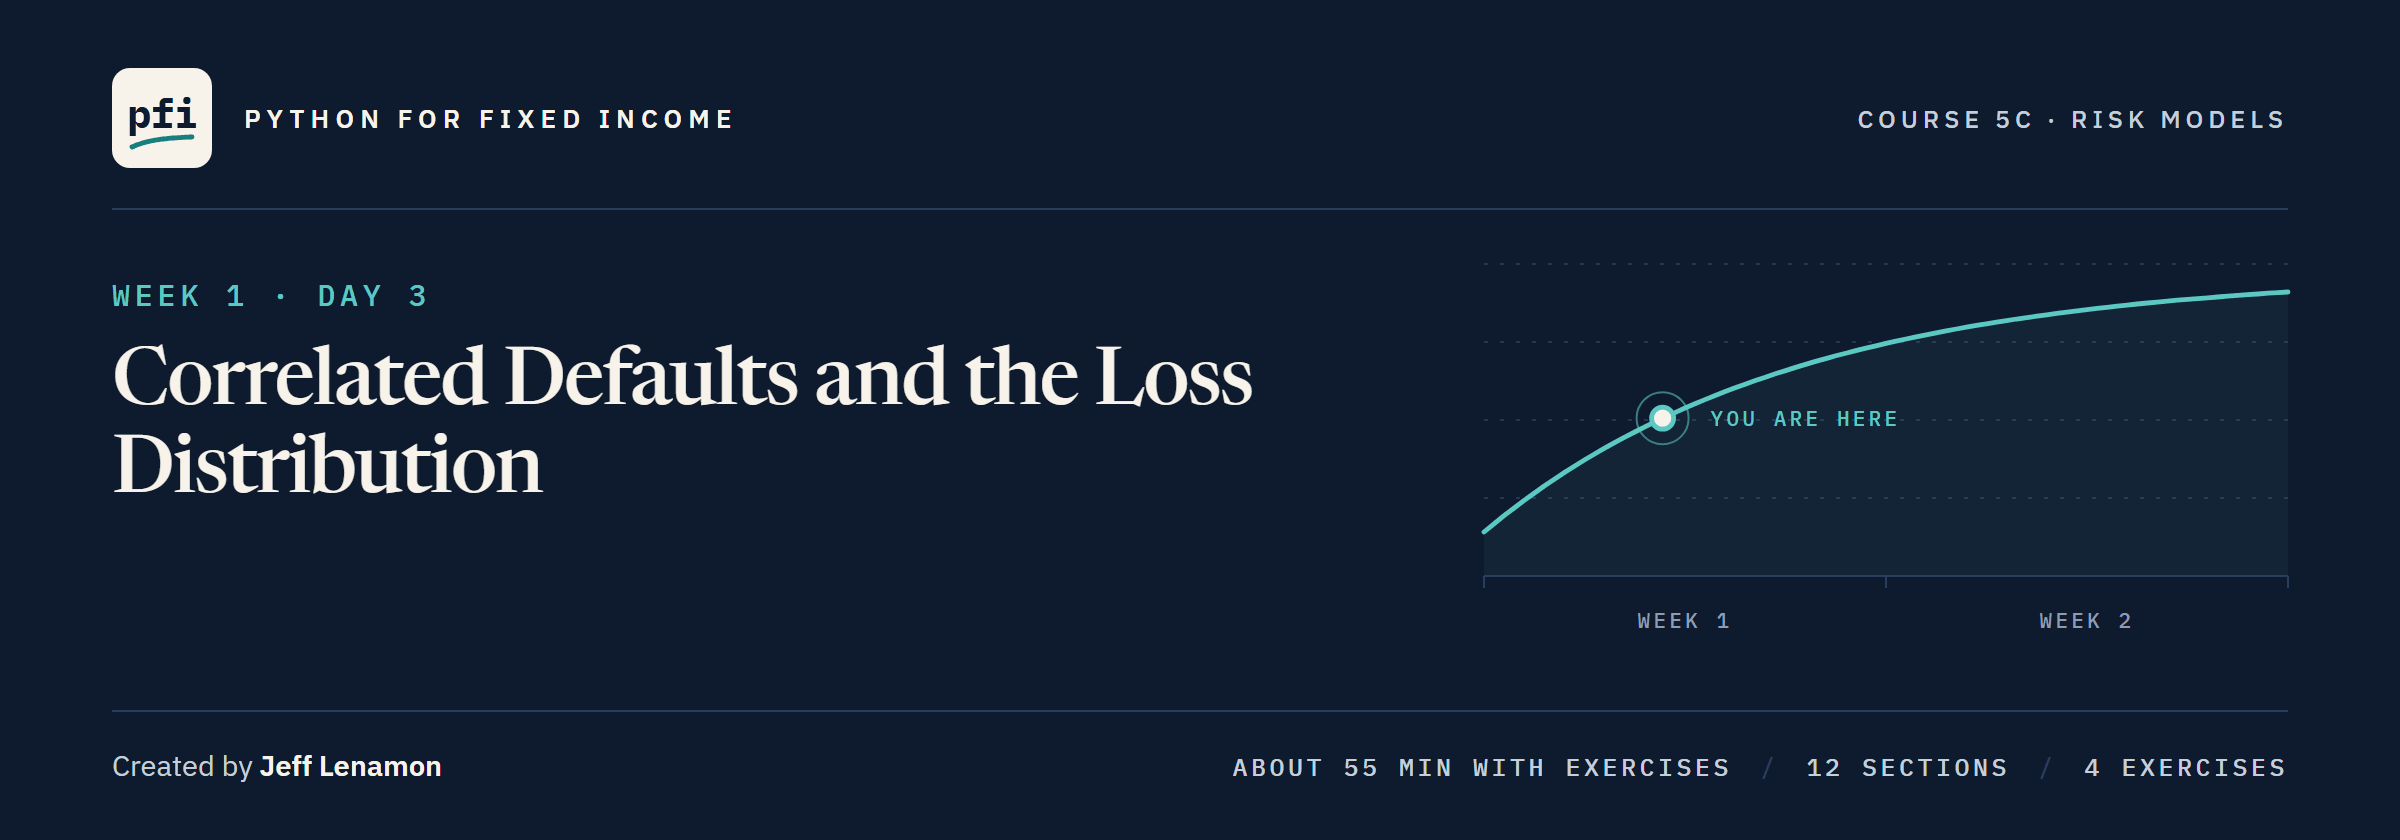 pfi
PYTHON FOR FIXED INCOME
COURSE 5C · RISK MODELS
WEEK 1 · DAY 3
Correlated Defaults and the Loss
Distribution
YOU ARE HERE
WEEK 1
WEEK 2
Created by Jeff Lenamon
ABOUT 55 MIN WITH EXERCISES / 12 SECTIONS / 4 EXERCISES